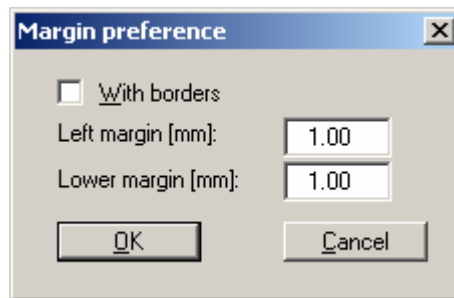 Margin preference
With borders
Left margin [mm]: 1.00
Lower margin [mm]: 1.00
OK Cancel